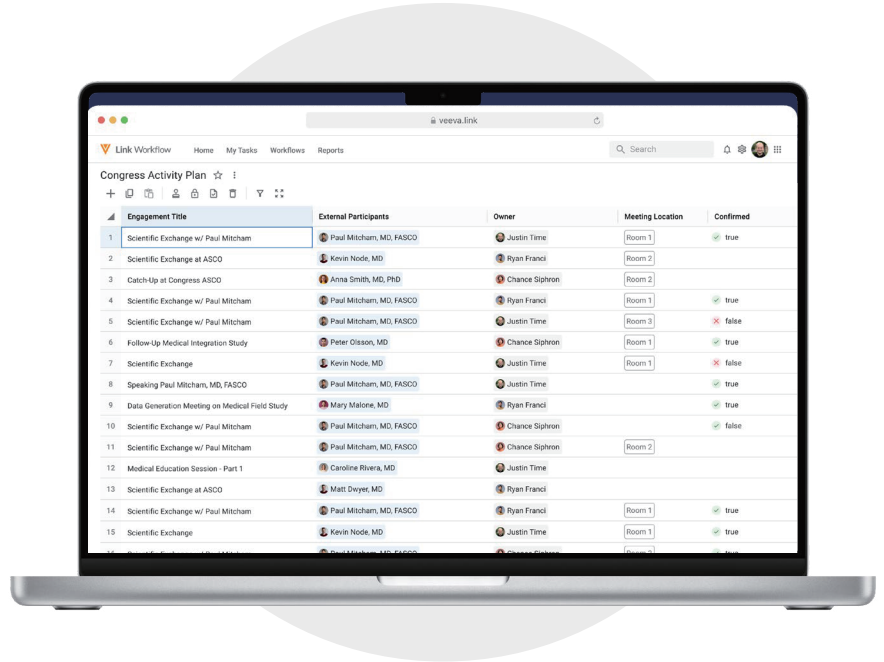 veeva.link
Link Workflow Home My Tasks Workflows Reports Search
Congress Activity Plan
Engagement Title External Participants Owner Meeting Location Confirmed
1 Scientific Exchange w/ Paul Mitcham Paul Mitcham, MD, FASCO Justin Time Room 1 true
2 Scientific Exchange at ASCO Kevin Node, MD Ryan Franci Room 2
3 Catch-Up at Congress ASCO Anna Smith, MD, PhD Chance Siphron Room 2
4 Scientific Exchange w/ Paul Mitcham Paul Mitcham, MD, FASCO Ryan Franci Room 1 true
5 Scientific Exchange w/ Paul Mitcham Paul Mitcham, MD, FASCO Justin Time Room 3 false
6 Follow-Up Medical Integration Study Peter Olsson, MD Chance Siphron Room 1 true
7 Scientific Exchange Kevin Node, MD Justin Time Room 1 false
8 Speaking Paul Mitcham, MD, FASCO Paul Mitcham, MD, FASCO Justin Time true
9 Data Generation Meeting on Medical Field Study Mary Malone, MD Ryan Franci true
10 Scientific Exchange w/ Paul Mitcham Paul Mitcham, MD, FASCO Chance Siphron false
11 Scientific Exchange w/ Paul Mitcham Paul Mitcham, MD, FASCO Chance Siphron Room 2
12 Medical Education Session - Part 1 Caroline Rivera, MD Justin Time
13 Scientific Exchange at ASCO Matt Dwyer, MD Ryan Franci
14 Scientific Exchange w/ Paul Mitcham Paul Mitcham, MD, FASCO Ryan Franci Room 1 true
15 Scientific Exchange Kevin Node, MD Justin Time Room 1 true